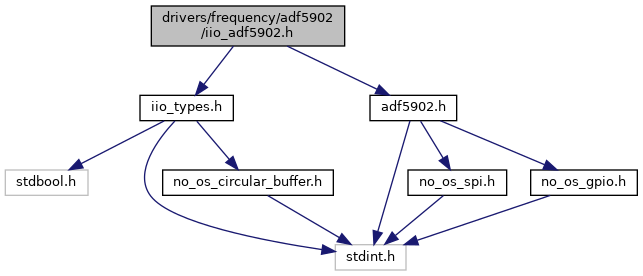 drivers/frequency/adf5902
/iio_adf5902.h
iio_types.h
adf5902.h
stdbool.h
no_os_circular_buffer.h
no_os_spi.h
no_os_gpio.h
stdint.h